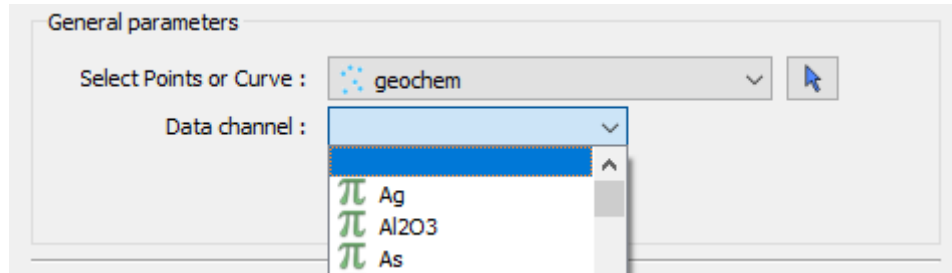 General parameters
Select Points or Curve : geochem
Data channel :
π Ag
π Al2O3
π As